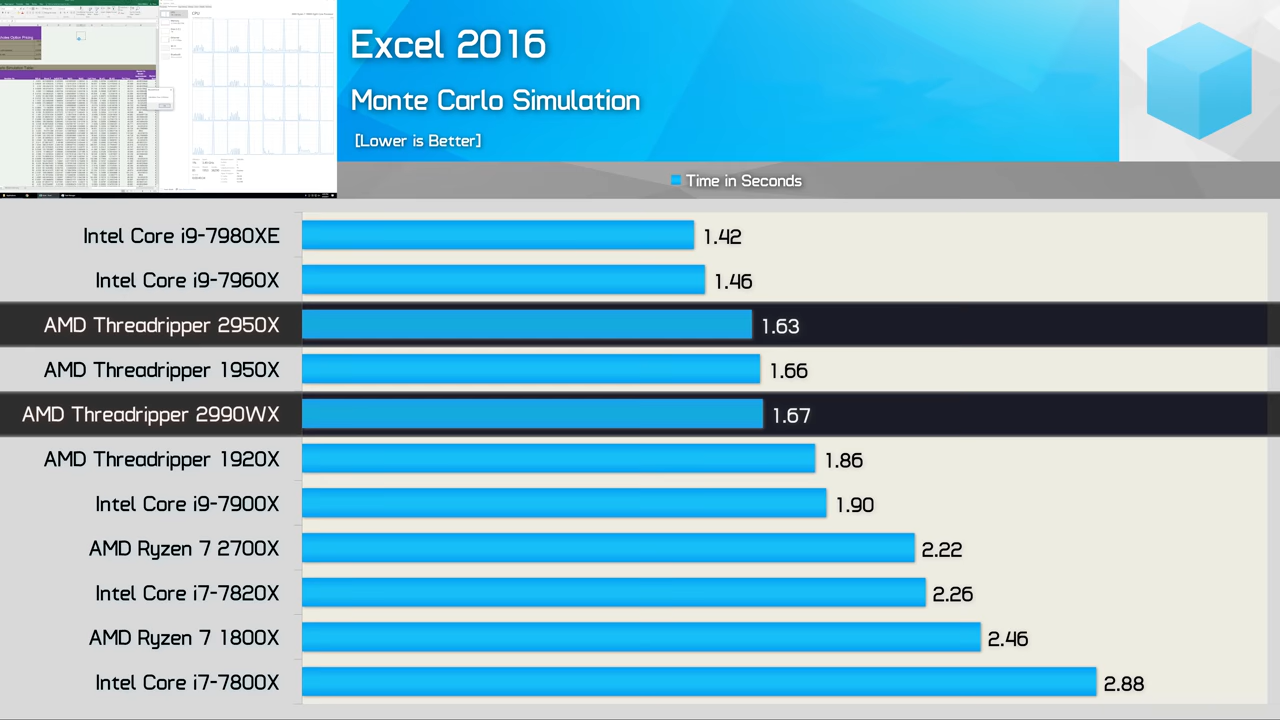 Excel 2016
Monte Carlo Simulation
(Lower is Better)
Time in Seconds
Intel Core i9-7980XE 1.42
Intel Core i9-7960X 1.46
AMD Threadripper 2950X 1.63
AMD Threadripper 1950X 1.66
AMD Threadripper 2990WX 1.67
AMD Threadripper 1920X 1.86
Intel Core i9-7900X 1.90
AMD Ryzen 7 2700X 2.22
Intel Core i7-7820X 2.26
AMD Ryzen 7 1800X 2.46
Intel Core i7-7800X 2.88